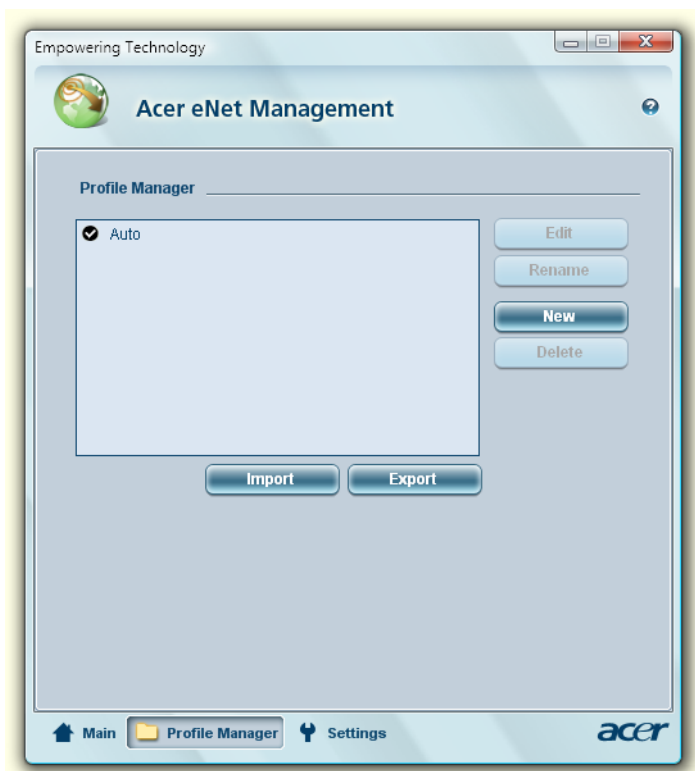 Empowering Technology
Acer eNet Management
Profile Manager
Auto
Edit
Rename
New
Delete
Import Export
Main Profile Manager Settings acer